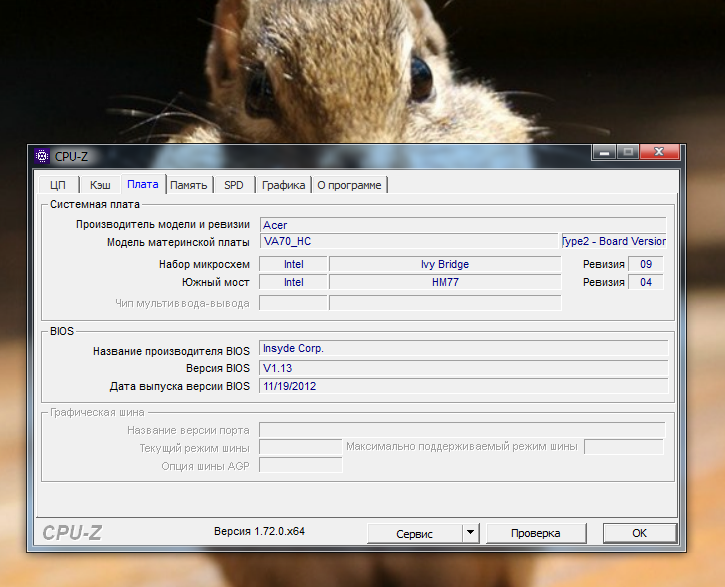 CPU-Z
ЦП Кэш Плата Память SPD Графика О программе
Системная плата
Производитель модели и ревизии Acer
Модель материнской платы VA70_HC Type2 - Board Version
Набор микросхем Intel Ivy Bridge Ревизия 09
Южный мост Intel HM77 Ревизия 04
Чип мультиввода-вывода
BIOS
Название производителя BIOS Insyde Corp.
Версия BIOS V1.13
Дата выпуска версии BIOS 11/19/2012
Графическая шина
Название версии порта
Текущий режим шины Максимально поддерживаемый режим шины
Опция шины AGP
CPU-Z Версия 1.72.0.x64 Сервис Проверка OK